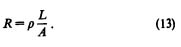 R = ρ L/A . (13)